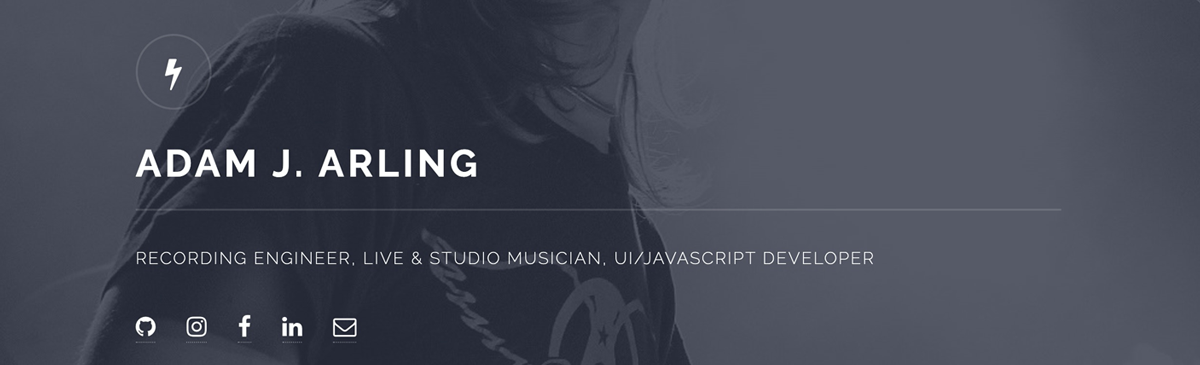 ADAM J. ARLING
RECORDING ENGINEER, LIVE & STUDIO MUSICIAN, UI/JAVASCRIPT DEVELOPER